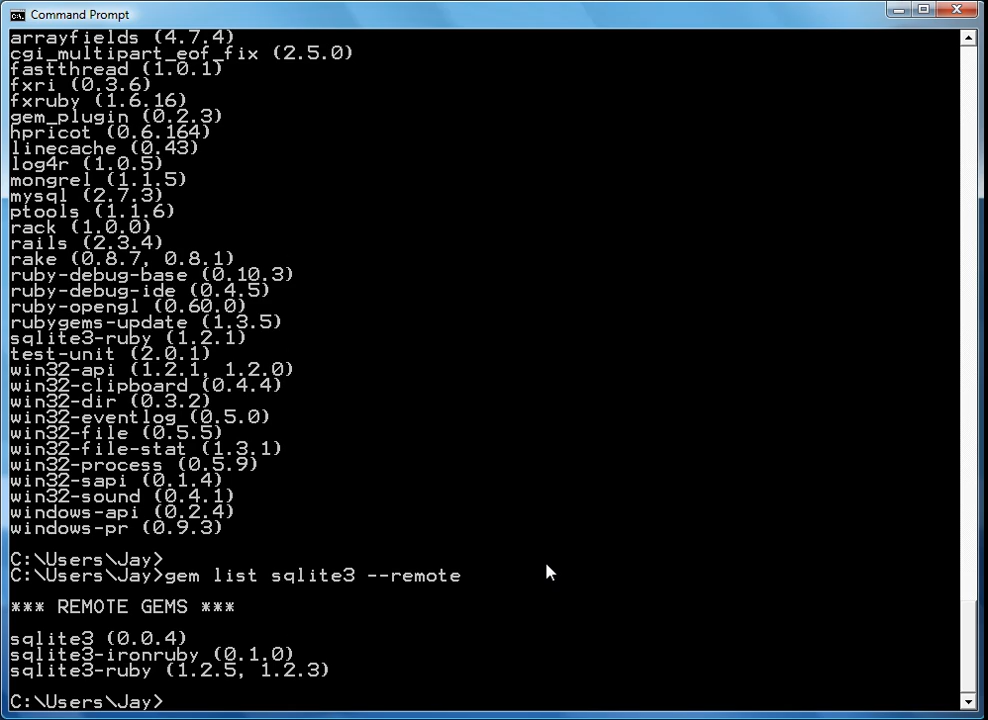 Command Prompt
arrayfields (4.7.4)
cgi_multipart_eof_fix (2.5.0)
fastthread (1.0.1)
fxri (0.3.6)
fxruby (1.6.16)
gem_plugin (0.2.3)
hpricot (0.6.164)
linecache (0.43)
log4r (1.0.5)
mongrel (1.1.5)
mysql (2.7.3)
ptools (1.1.6)
rack (1.0.0)
rails (2.3.4)
rake (0.8.7, 0.8.1)
ruby-debug-base (0.10.3)
ruby-debug-ide (0.4.5)
ruby-opengl (0.60.0)
rubygems-update (1.3.5)
sqlite3-ruby (1.2.1)
test-unit (2.0.1)
win32-api (1.2.1, 1.2.0)
win32-clipboard (0.4.4)
win32-dir (0.3.2)
win32-eventlog (0.5.0)
win32-file (0.5.5)
win32-file-stat (1.3.1)
win32-process (0.5.9)
win32-sapi (0.1.4)
win32-sound (0.4.1)
windows-api (0.2.4)
windows-pr (0.9.3)
C:\Users\Jay>
C:\Users\Jay>gem list sqlite3 --remote
*** REMOTE GEMS ***
sqlite3 (0.0.4)
sqlite3-ironruby (0.1.0)
sqlite3-ruby (1.2.5, 1.2.3)
C:\Users\Jay>